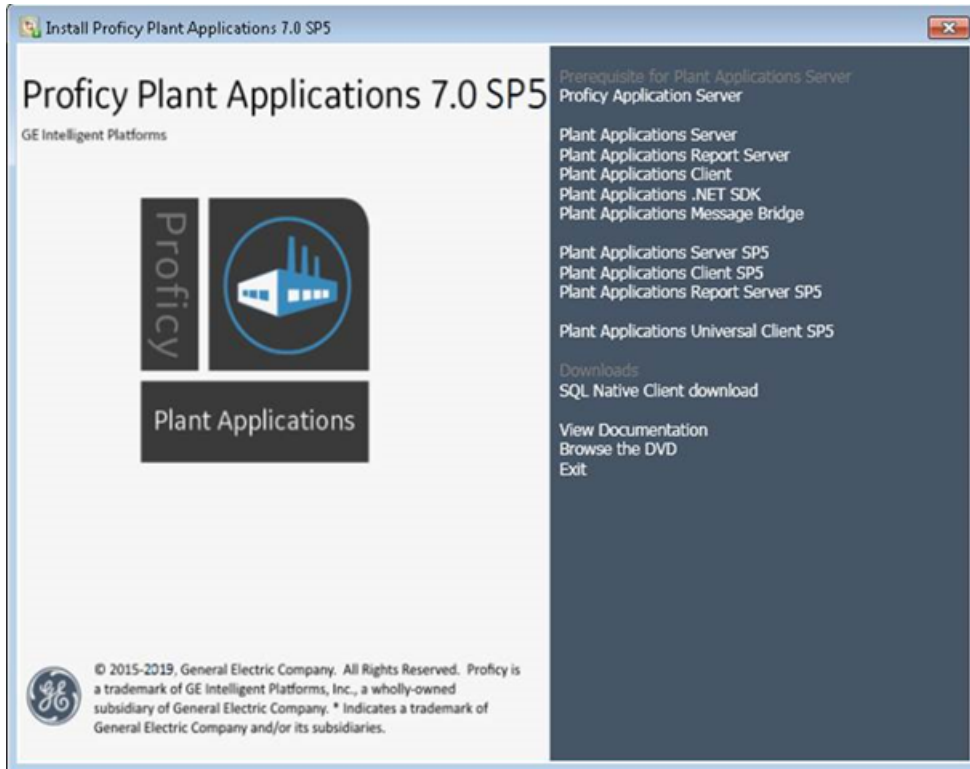 Install Proficy Plant Applications 7.0 SP5
Proficy Plant Applications 7.0 SP5
GE Intelligent Platforms
Proficy
Plant Applications
GE
© 2015-2019, General Electric Company. All Rights Reserved. Proficy is
a trademark of GE Intelligent Platforms, Inc., a wholly-owned
subsidiary of General Electric Company. * Indicates a trademark of
General Electric Company and/or its subsidiaries.
Prerequisite for Plant Applications Server
Proficy Application Server
Plant Applications Server
Plant Applications Report Server
Plant Applications Client
Plant Applications .NET SDK
Plant Applications Message Bridge
Plant Applications Server SP5
Plant Applications Client SP5
Plant Applications Report Server SP5
Plant Applications Universal Client SP5
Downloads
SQL Native Client download
View Documentation
Browse the DVD
Exit